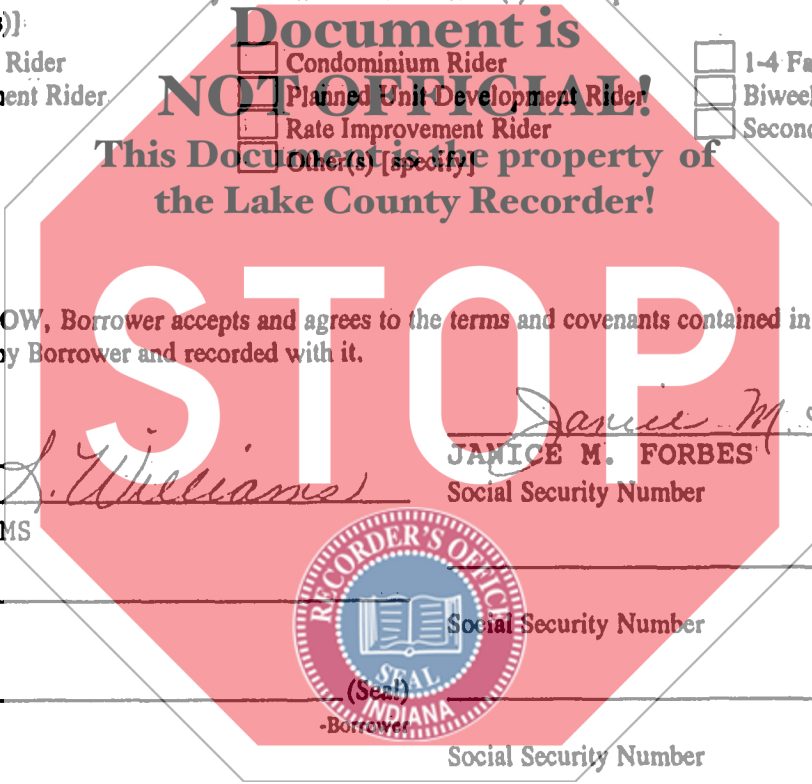 )]
Document is
Rider
Condominium Rider
1-4 Fa
NOT OFFICIAL!
ent Rider
Planned Unit Development Rider
Biweel
Rate Improvement Rider
Second
This Document is the property of
Other(s) [specify]
the Lake County Recorder!
STOP
OW, Borrower accepts and agrees to the terms and covenants contained in
y Borrower and recorded with it.
Janice M.
JANICE M. FORBES
. Williams
Social Security Number
MS
RECORDER'S OFFICE
Social Security Number
SEAL
(Seal)
INDIANA
-Borrower
Social Security Number